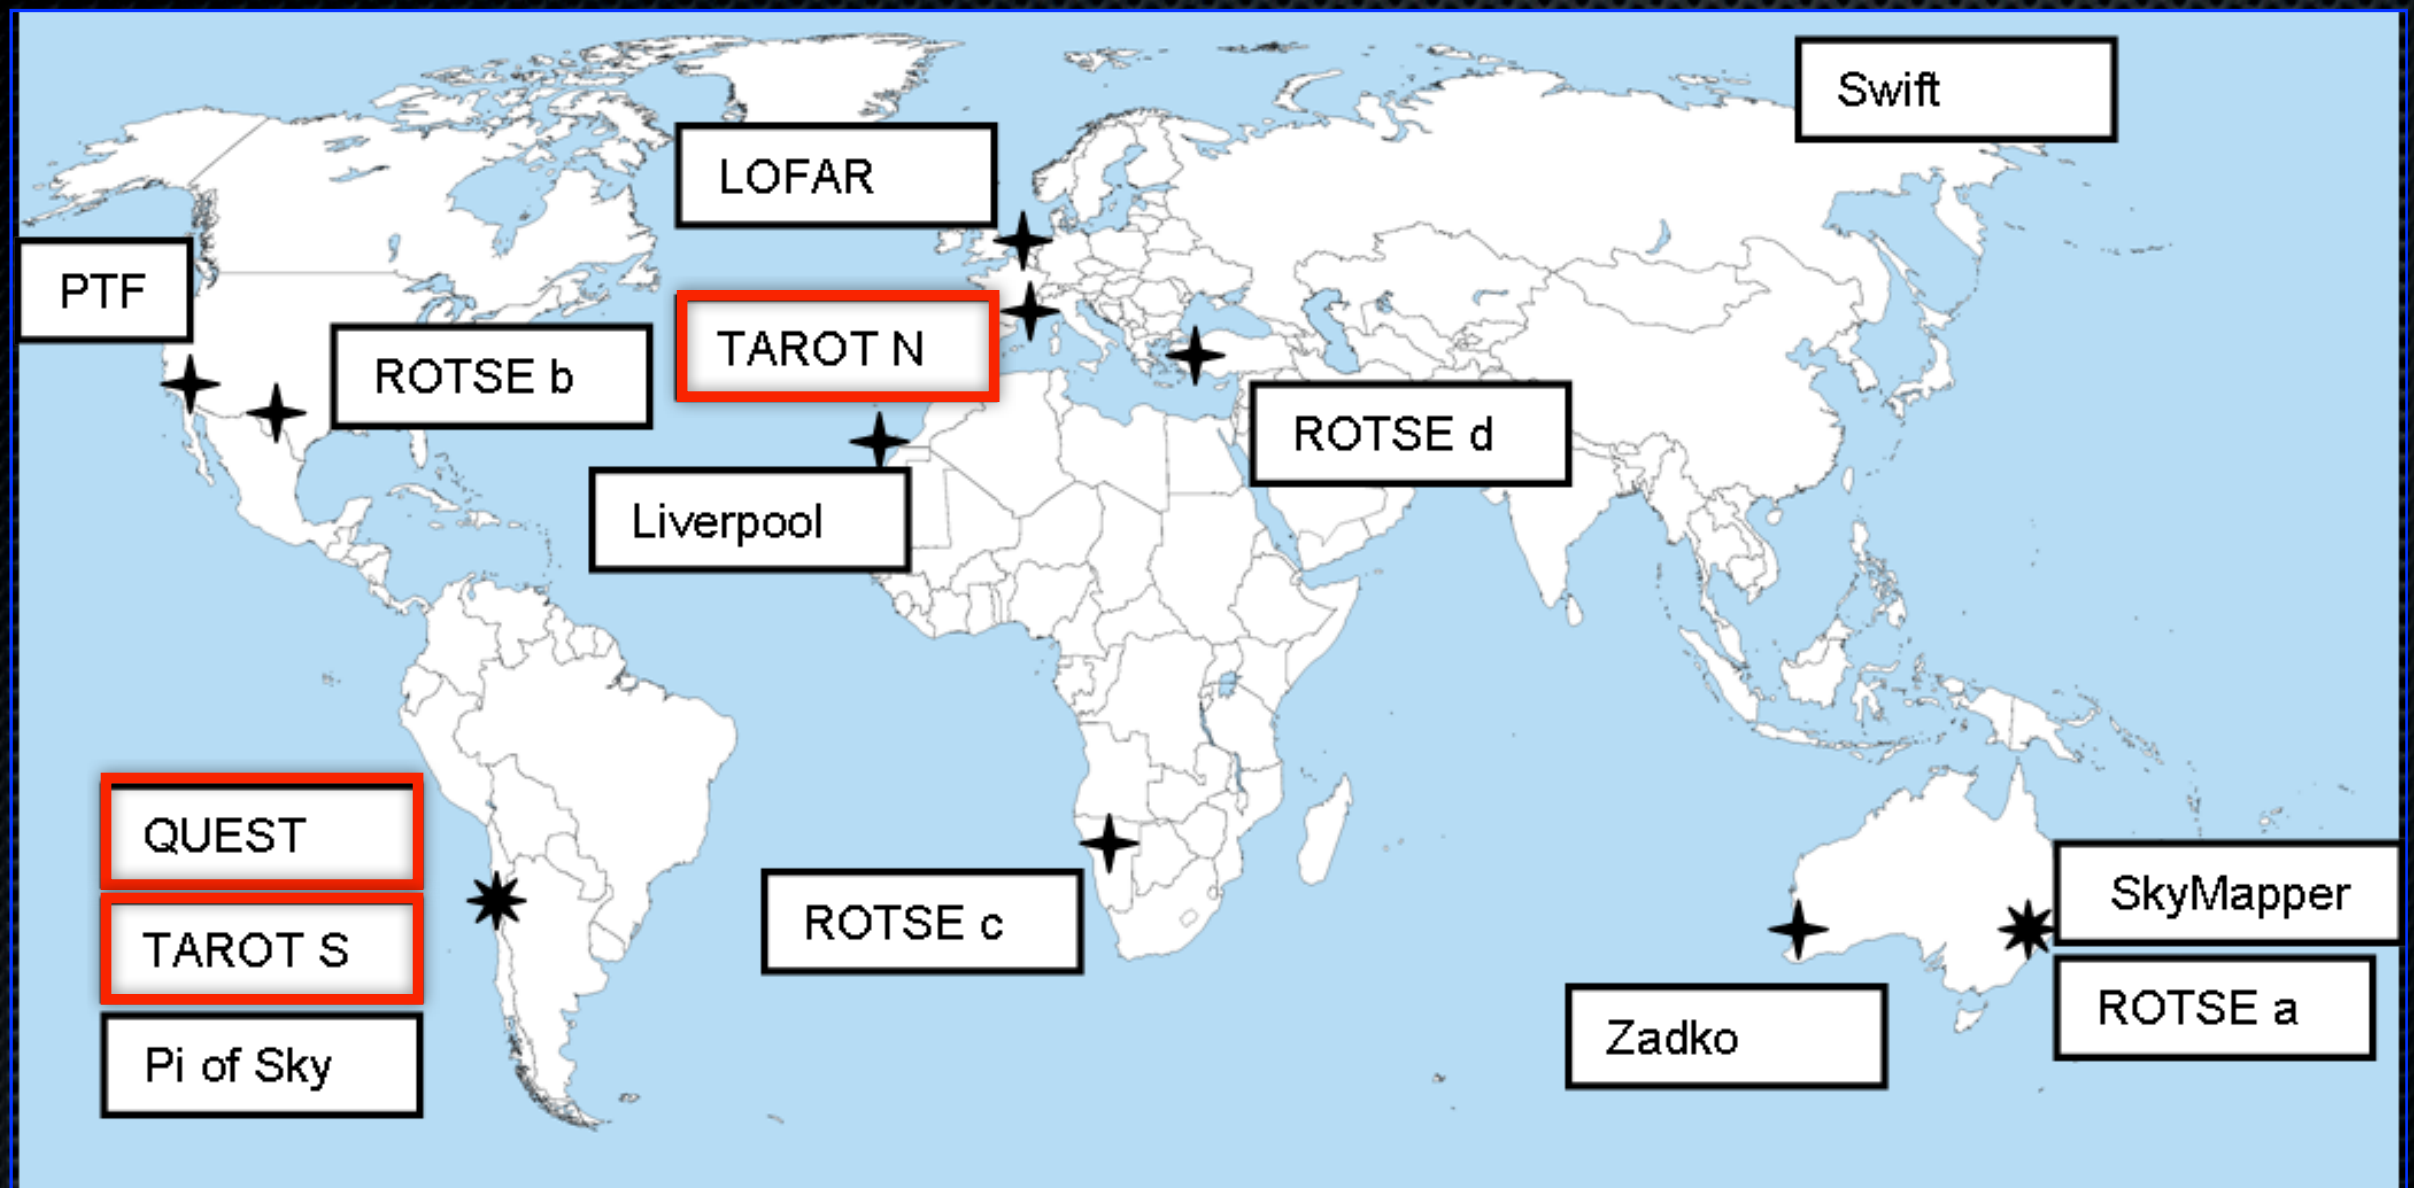 Swift
LOFAR
PTF
TAROT N
ROTSE b
ROTSE d
Liverpool
QUEST
SkyMapper
ROTSE c
TAROT S
ROTSE a
Zadko
Pi of Sky